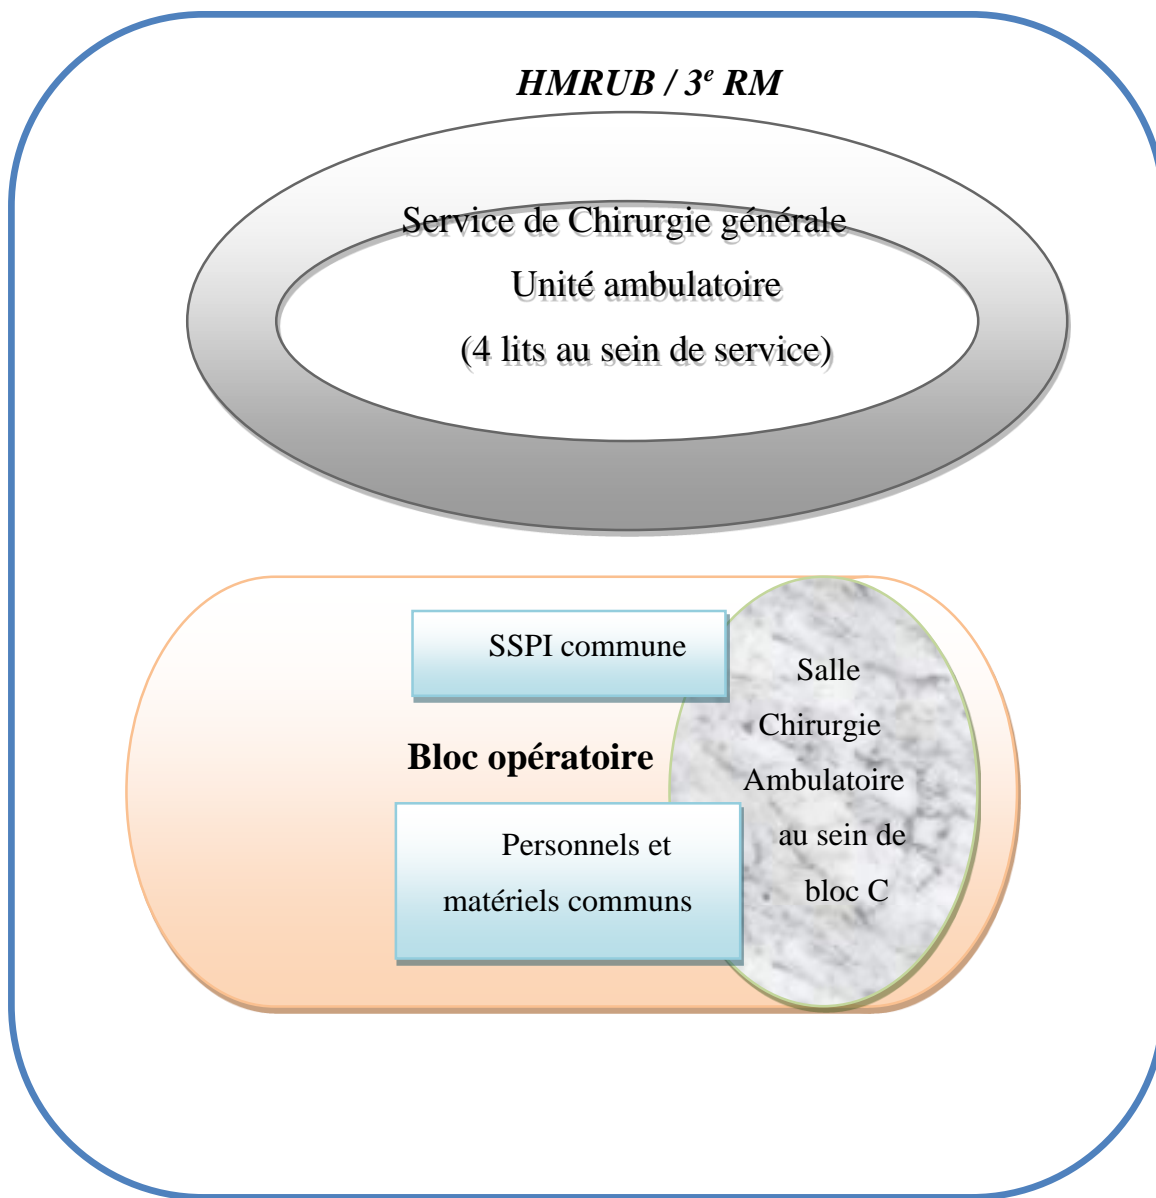 HMRUB / 3e RM
Service de Chirurgie générale
Unité ambulatoire
(4 lits au sein de service)
SSPI commune
Bloc opératoire
Personnels et
matériels communs
Salle
Chirurgie
Ambulatoire
au sein de
bloc C